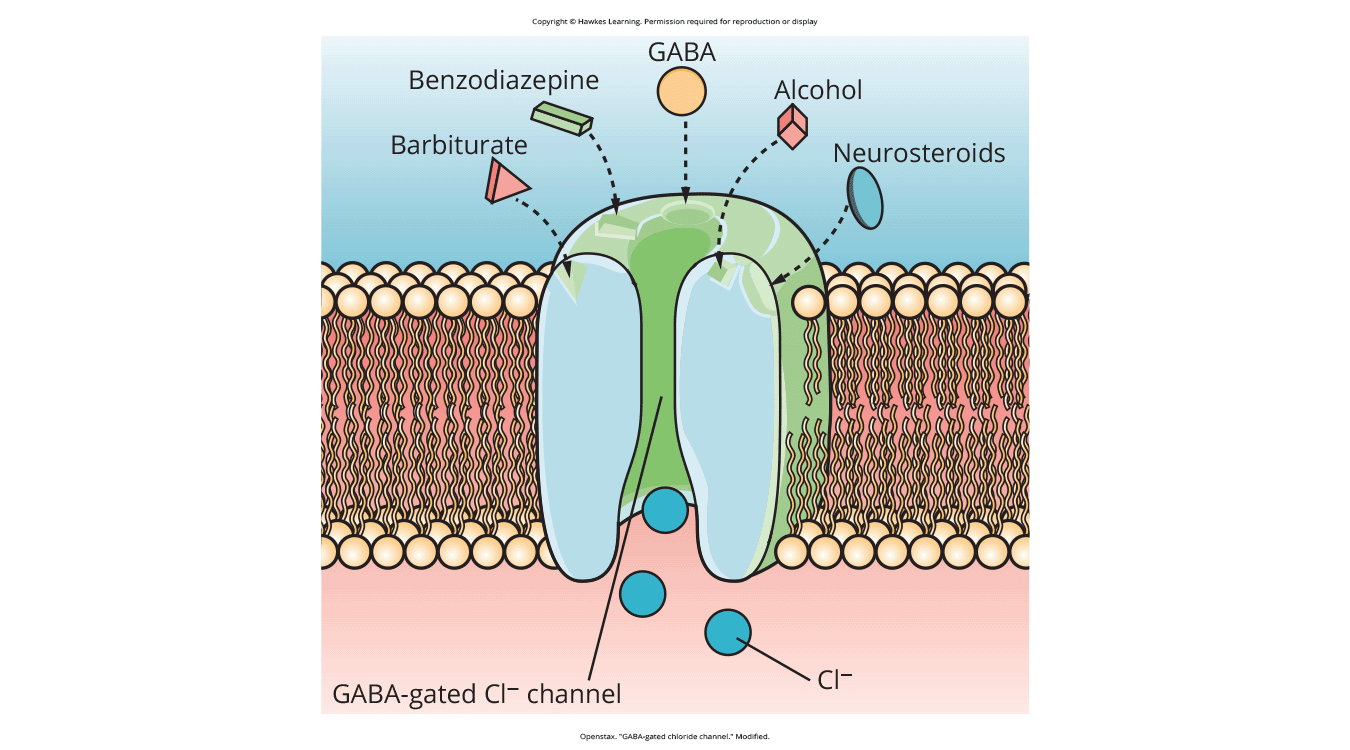 Copyright © Hawkes Learning. Permission required for reproduction or display
GABA
Benzodiazepine
Alcohol
Barbiturate
Neurosteroids
Cl⁻
GABA-gated Cl⁻ channel
Openstax. "GABA-gated chloride channel." Modified.